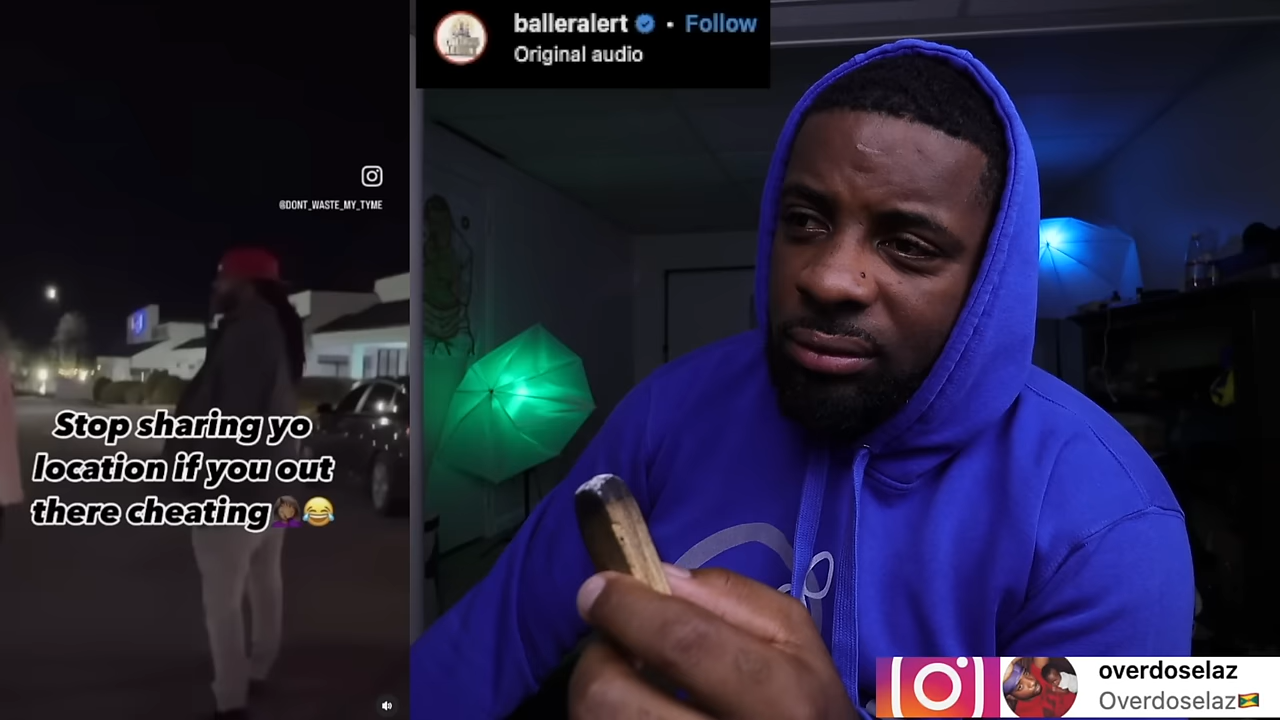 balleralert · Follow
Original audio
@DONT_WASTE_MY_TYME
Stop sharing yo
location if you out
there cheating🤦🏾‍♀️😂
overdoselaz
Overdoselaz🇬🇩